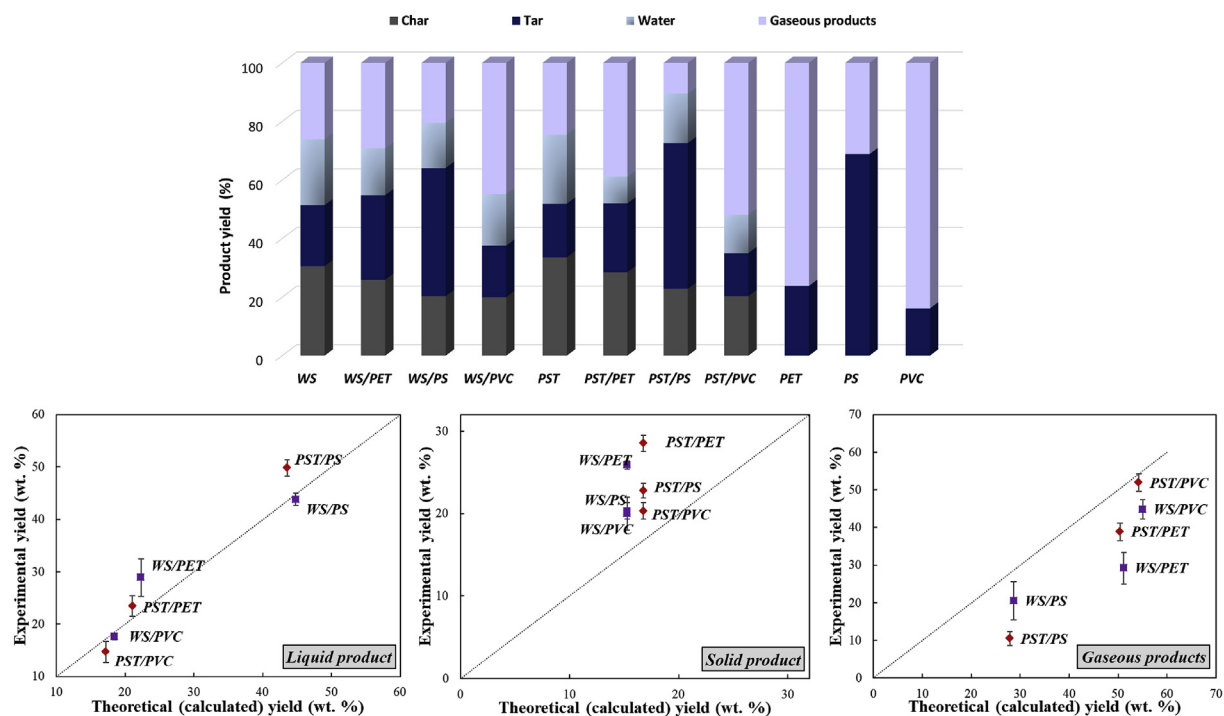 Char Tar Water Gaseous products
Product yield (%)
100
80
60
40
20
0
WS WS/PET WS/PS WS/PVC PST PST/PET PST/PS PST/PVC PET PS PVC
Experimental yield (wt. %)
60
50
40
30
20
10
PST/PS
WS/PS
WS/PET
PST/PET
WS/PVC
PST/PVC
Liquid product
10 20 30 40 50 60
Theoretical (calculated) yield (wt. %)
Experimental yield (wt. %)
30
20
10
0
PST/PET
WS/PET
PST/PS
WS/PS
PST/PVC
WS/PVC
Solid product
0 10 20 30
Theoretical (calculated) yield (wt. %)
Experimental yield (wt. %)
70
60
50
40
30
20
10
0
PST/PVC
WS/PVC
PST/PET
WS/PET
WS/PS
PST/PS
Gaseous products
0 10 20 30 40 50 60 70
Theoretical (calculated) yield (wt. %)